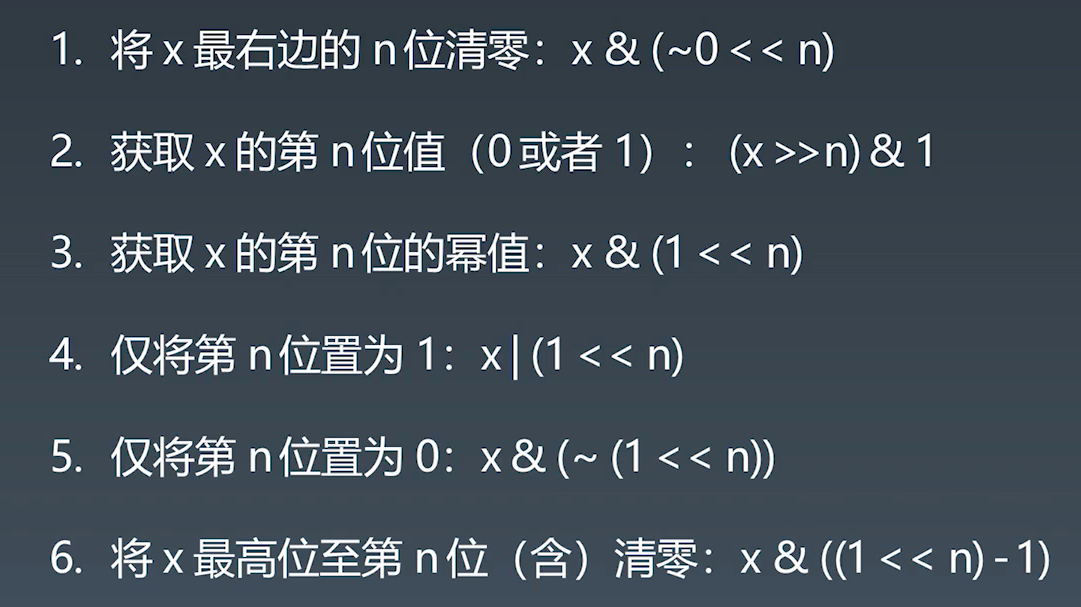 1. 将 x 最右边的 n 位清零：x & (~0 << n)
2. 获取 x 的第 n 位值（0 或者 1）： (x >> n) & 1
3. 获取 x 的第 n 位的幂值：x & (1 << n)
4. 仅将第 n 位置为 1：x | (1 << n)
5. 仅将第 n 位置为 0：x & (~ (1 << n))
6. 将 x 最高位至第 n 位（含）清零：x & ((1 << n) - 1)